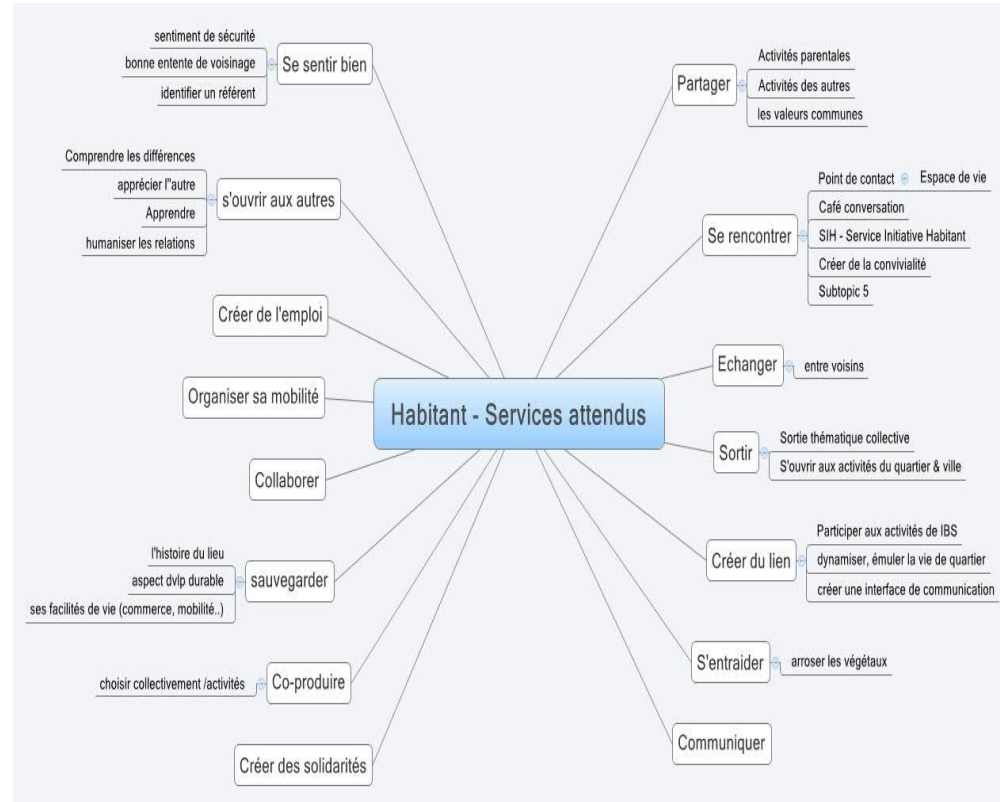 Habitant - Services attendus
Partager
Activités parentales
Activités des autres
les valeurs communes
Se rencontrer
Point de contact
Espace de vie
Café conversation
SIH - Service Initiative Habitant
Créer de la convivialité
Subtopic 5
Echanger
entre voisins
Sortir
Sortie thématique collective
S'ouvrir aux activités du quartier & ville
Créer du lien
Participer aux activités de IBS
dynamiser, émuler la vie de quartier
créer une interface de communication
S'entraider
arroser les végétaux
Communiquer
Se sentir bien
sentiment de sécurité
bonne entente de voisinage
identifier un référent
s'ouvrir aux autres
Comprendre les différences
apprécier l''autre
Apprendre
humaniser les relations
Créer de l'emploi
Organiser sa mobilité
Collaborer
sauvegarder
l'histoire du lieu
aspect dvlp durable
ses facilités de vie (commerce, mobilité..)
Co-produire
choisir collectivement /activités
Créer des solidarités